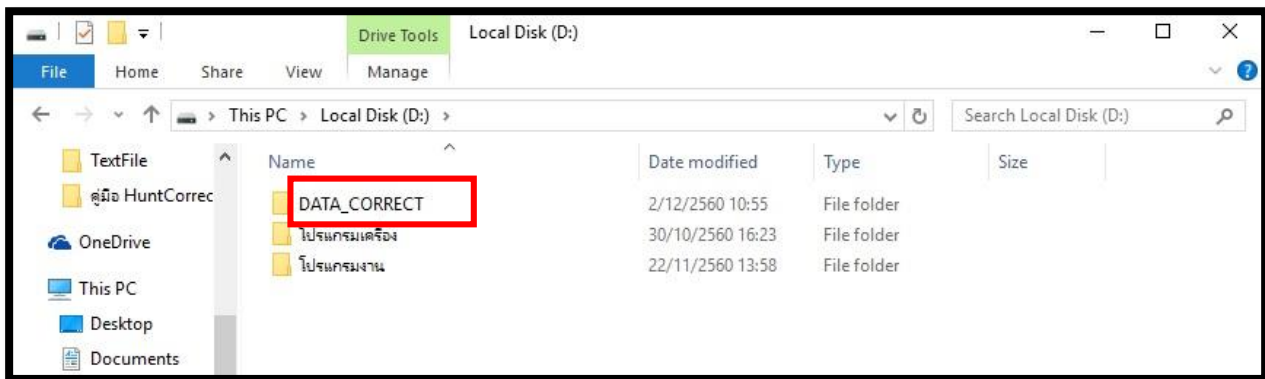 Drive Tools Local Disk (D:)
File Home Share View Manage
This PC > Local Disk (D:) > Search Local Disk (D:)
TextFile Name Date modified Type Size
คู่มือ HuntCorrec DATA_CORRECT 2/12/2560 10:55 File folder
โปรแกรมเครื่อง 30/10/2560 16:23 File folder
OneDrive
โปรแกรมงาน 22/11/2560 13:58 File folder
This PC
Desktop
Documents